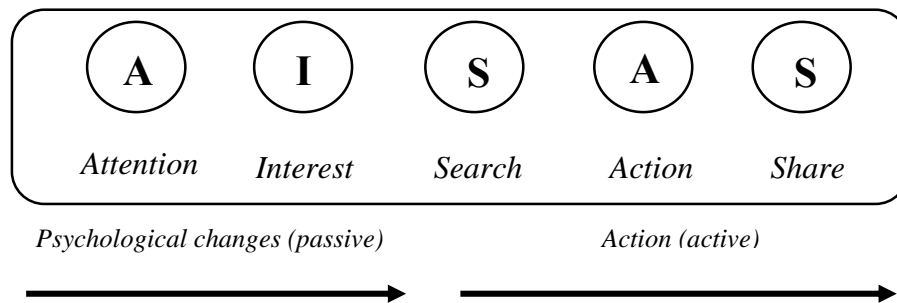 A I S A S
Attention Interest Search Action Share
Psychological changes (passive) Action (active)